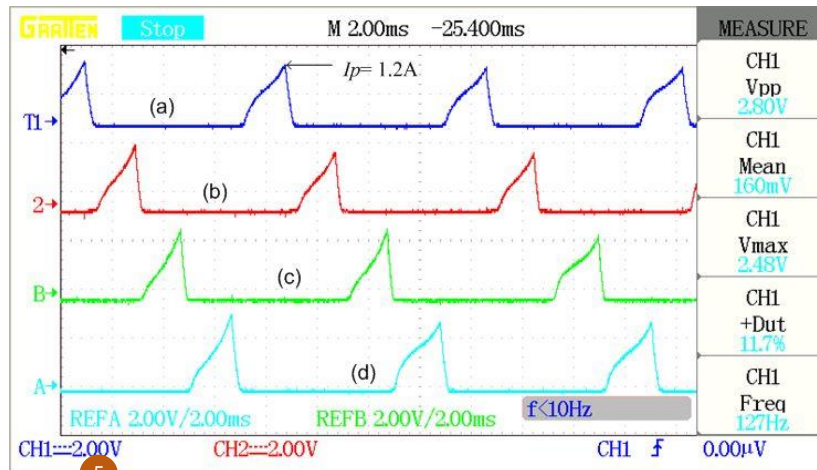 GRATTEN Stop M 2.00ms -25.400ms MEASURE
CH1
Vpp
2.80V
Ip= 1.2A
(a)
T1
CH1
Mean
160mV
(b)
2
CH1
Vmax
2.48V
(c)
B
CH1
+Dut
11.7%
(d)
A
CH1
Freq
127Hz
REFA 2.00V/2.00ms REFB 2.00V/2.00ms f<10Hz
CH1 2.00V CH2 2.00V CH1 0.00µV
5